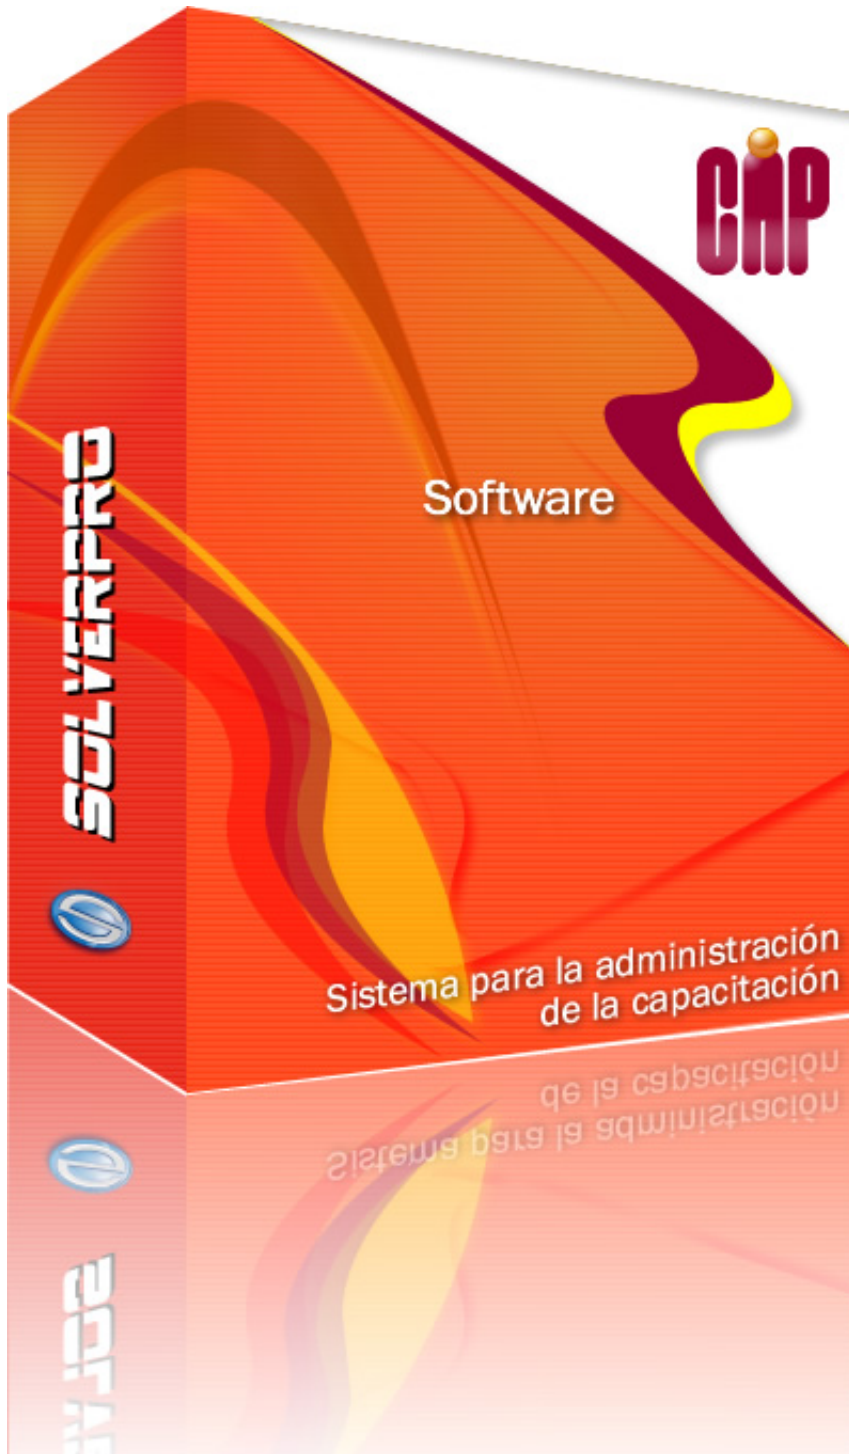 CAP
Software
SOLVERPRO
Sistema para la administración
de la capacitación